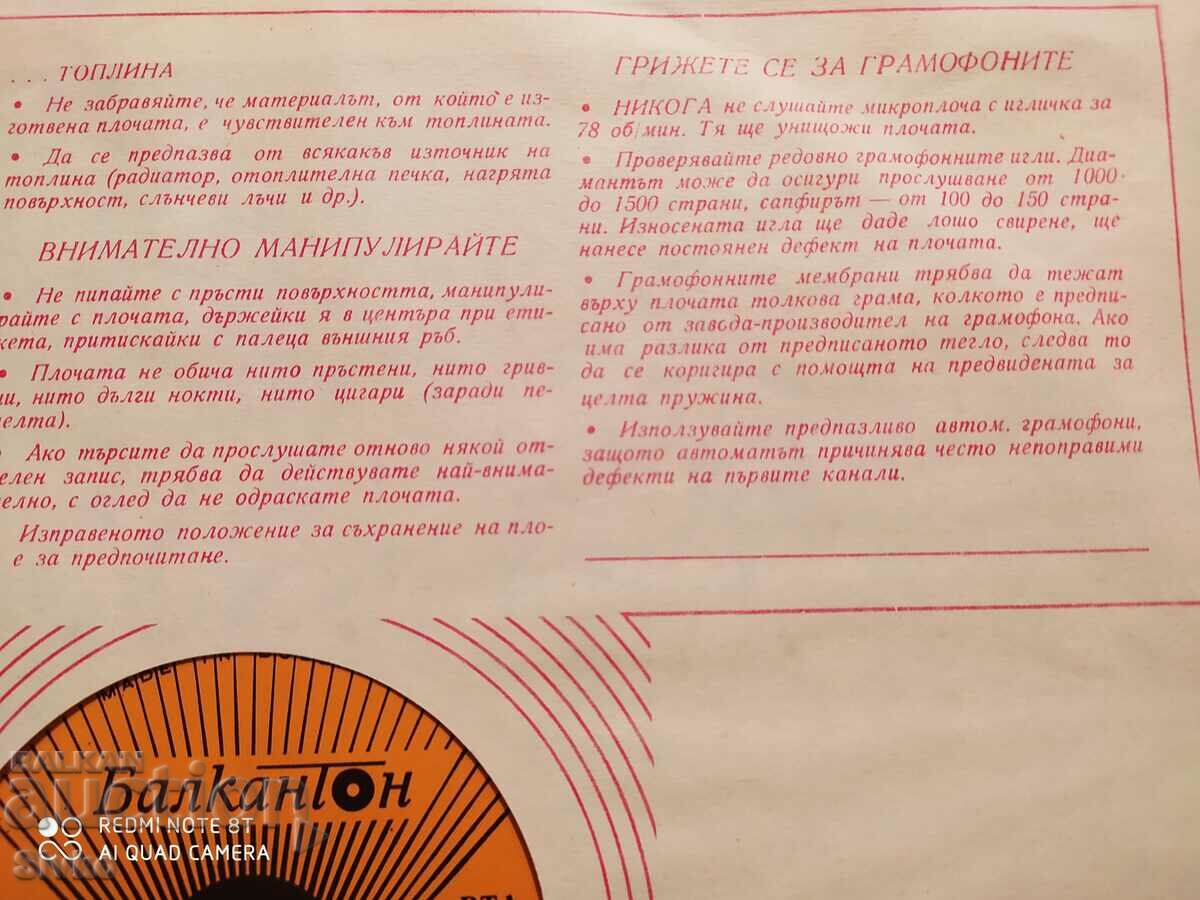 . . . ТОПЛИНА
• Не забравяйте, че материалът, от който е из-
готвена плочата, е чувствителен към топлината.
• Да се предпазва от всякакъв източник на
топлина (радиатор, отоплителна печка, нагрята
повърхност, слънчеви лъчи и др.).
ВНИМАТЕЛНО МАНИПУЛИРАЙТЕ
• Не пипайте с пръсти повърхността, манипули-
райте с плочата, държейки я в центъра при ети-
кета, притискайки с палеца външния ръб.
• Плочата не обича нито пръстени, нито грив-
ни, нито дълги нокти, нито цигари (заради пе-
пелта).
Ако търсите да прослушате отново някой от-
елен запис, трябва да действувате най-внима-
елно, с оглед да не одраскате плочата.
Изправеното положение за съхранение на пло-
е за предпочитане.
ГРИЖЕТЕ СЕ ЗА ГРАМОФОНИТЕ
• НИКОГА не слушайте микроплоча с игличка за
78 об/мин. Тя ще унищожи плочата.
• Проверявайте редовно грамофонните игли. Диа-
мантът може да осигури прослушване от 1000
до 1500 страни, сапфирът — от 100 до 150 стра-
ни. Износената игла ще даде лошо свирене, ще
нанесе постоянен дефект на плочата.
• Грамофонните мембрани трябва да тежат
върху плочата толкова грама, колкото е предпи-
сано от завода-производител на грамофона. Ако
има разлика от предписаното тегло, следва то
да се коригира с помощта на предвидената за
целта пружина.
• Използувайте предпазливо автом. грамофони,
защото автоматът причинява често непоправими
дефекти на първите канали.
MADE IN
БалканТон
BALKAN
auction
REDMI NOTE 8T
AI QUAD CAMERA